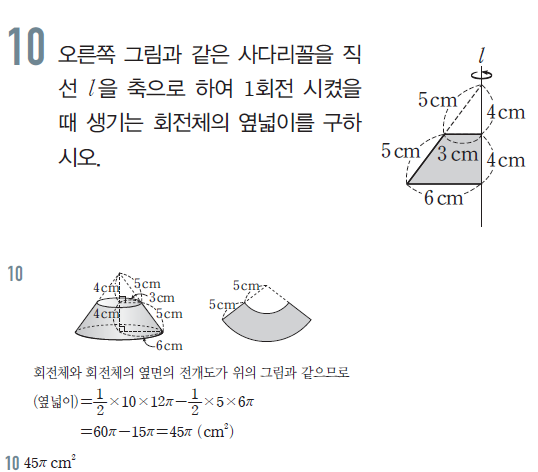 10 오른쪽 그림과 같은 사다리꼴을 직
선 l을 축으로 하여 1회전 시켰을
때 생기는 회전체의 옆넓이를 구하
시오.
l
5cm
4cm
5cm
3cm
4cm
6cm
10
4cm
5cm
3cm
4cm
5cm
6cm
5cm
5cm
회전체와 회전체의 옆면의 전개도가 위의 그림과 같으므로
(옆넓이)=1/2×10×12π-1/2×5×6π
=60π-15π=45π (cm²)
10 45π cm²